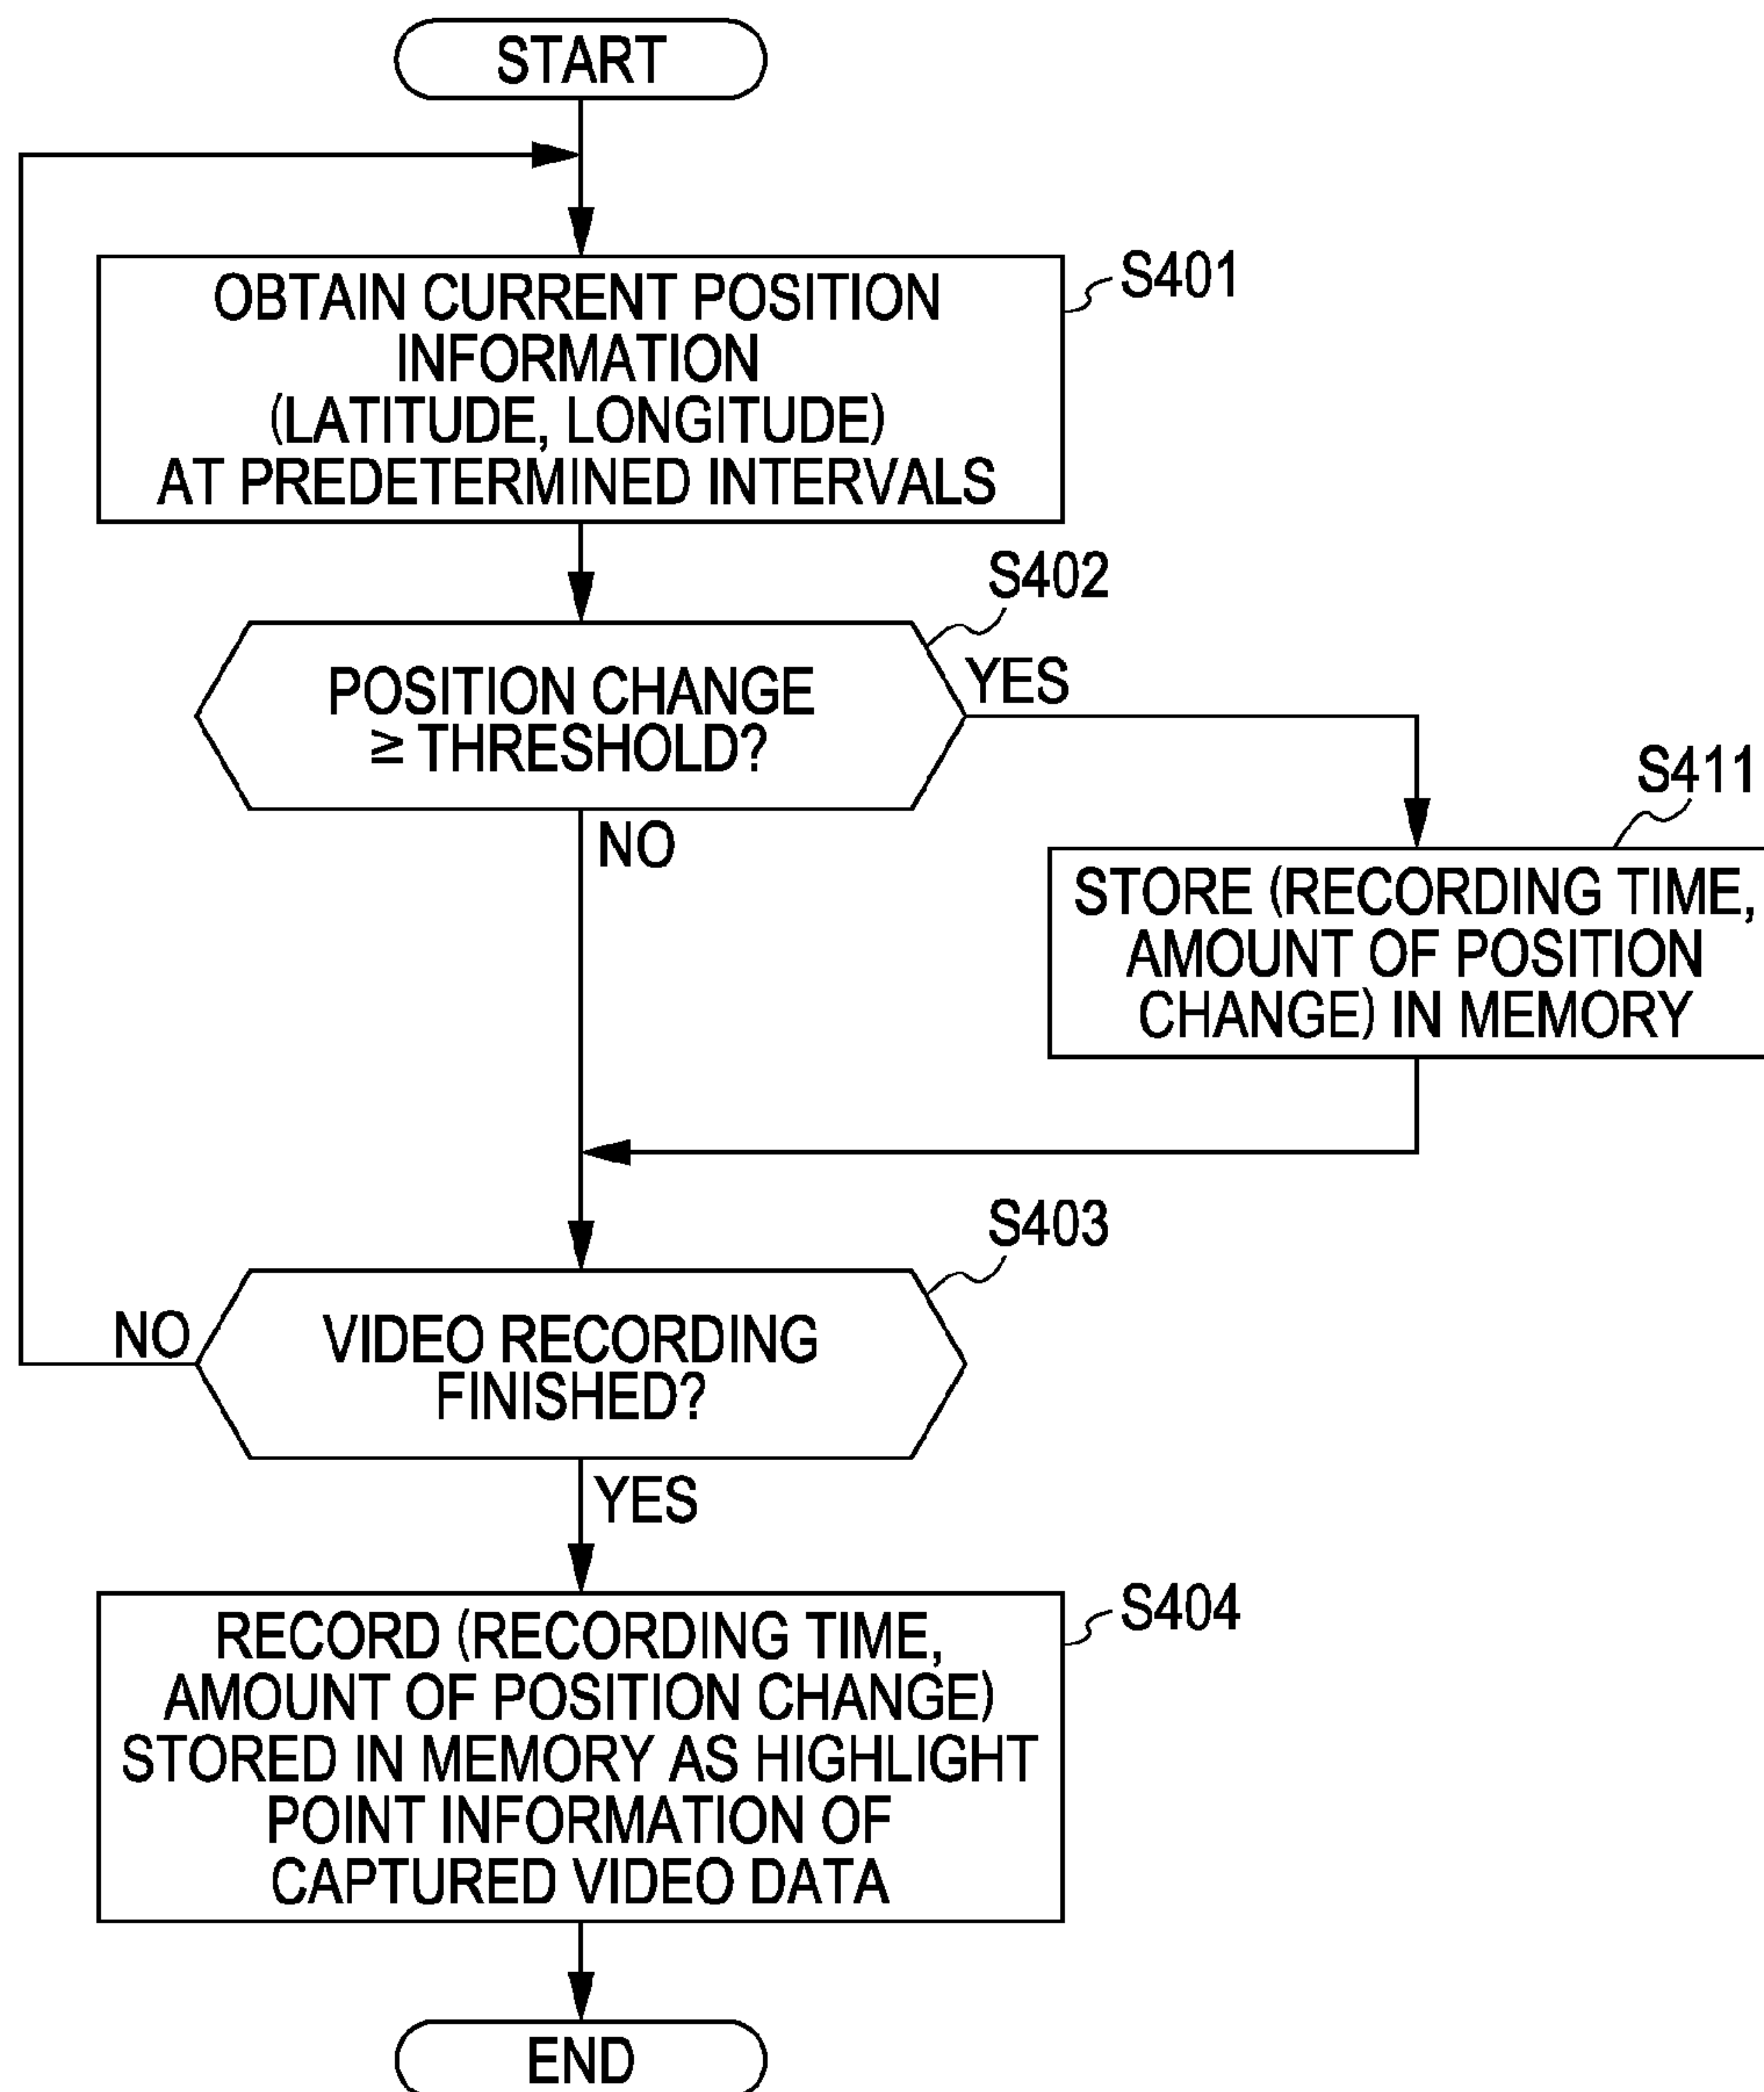 START
OBTAIN CURRENT POSITION
INFORMATION
(LATITUDE, LONGITUDE)
AT PREDETERMINED INTERVALS
S401
S402
POSITION CHANGE
≥ THRESHOLD?
YES
NO
S411
STORE (RECORDING TIME,
AMOUNT OF POSITION
CHANGE) IN MEMORY
S403
VIDEO RECORDING
FINISHED?
NO
YES
S404
RECORD (RECORDING TIME,
AMOUNT OF POSITION CHANGE)
STORED IN MEMORY AS HIGHLIGHT
POINT INFORMATION OF
CAPTURED VIDEO DATA
END